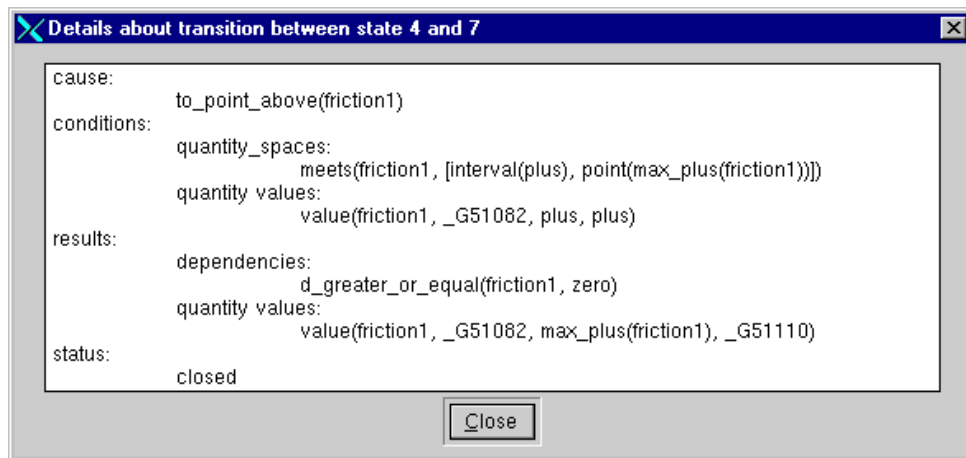 Details about transition between state 4 and 7
cause:
to_point_above(friction1)
conditions:
quantity_spaces:
meets(friction1, [interval(plus), point(max_plus(friction1))])
quantity values:
value(friction1, _G51082, plus, plus)
results:
dependencies:
d_greater_or_equal(friction1, zero)
quantity values:
value(friction1, _G51082, max_plus(friction1), _G51110)
status:
closed
Close